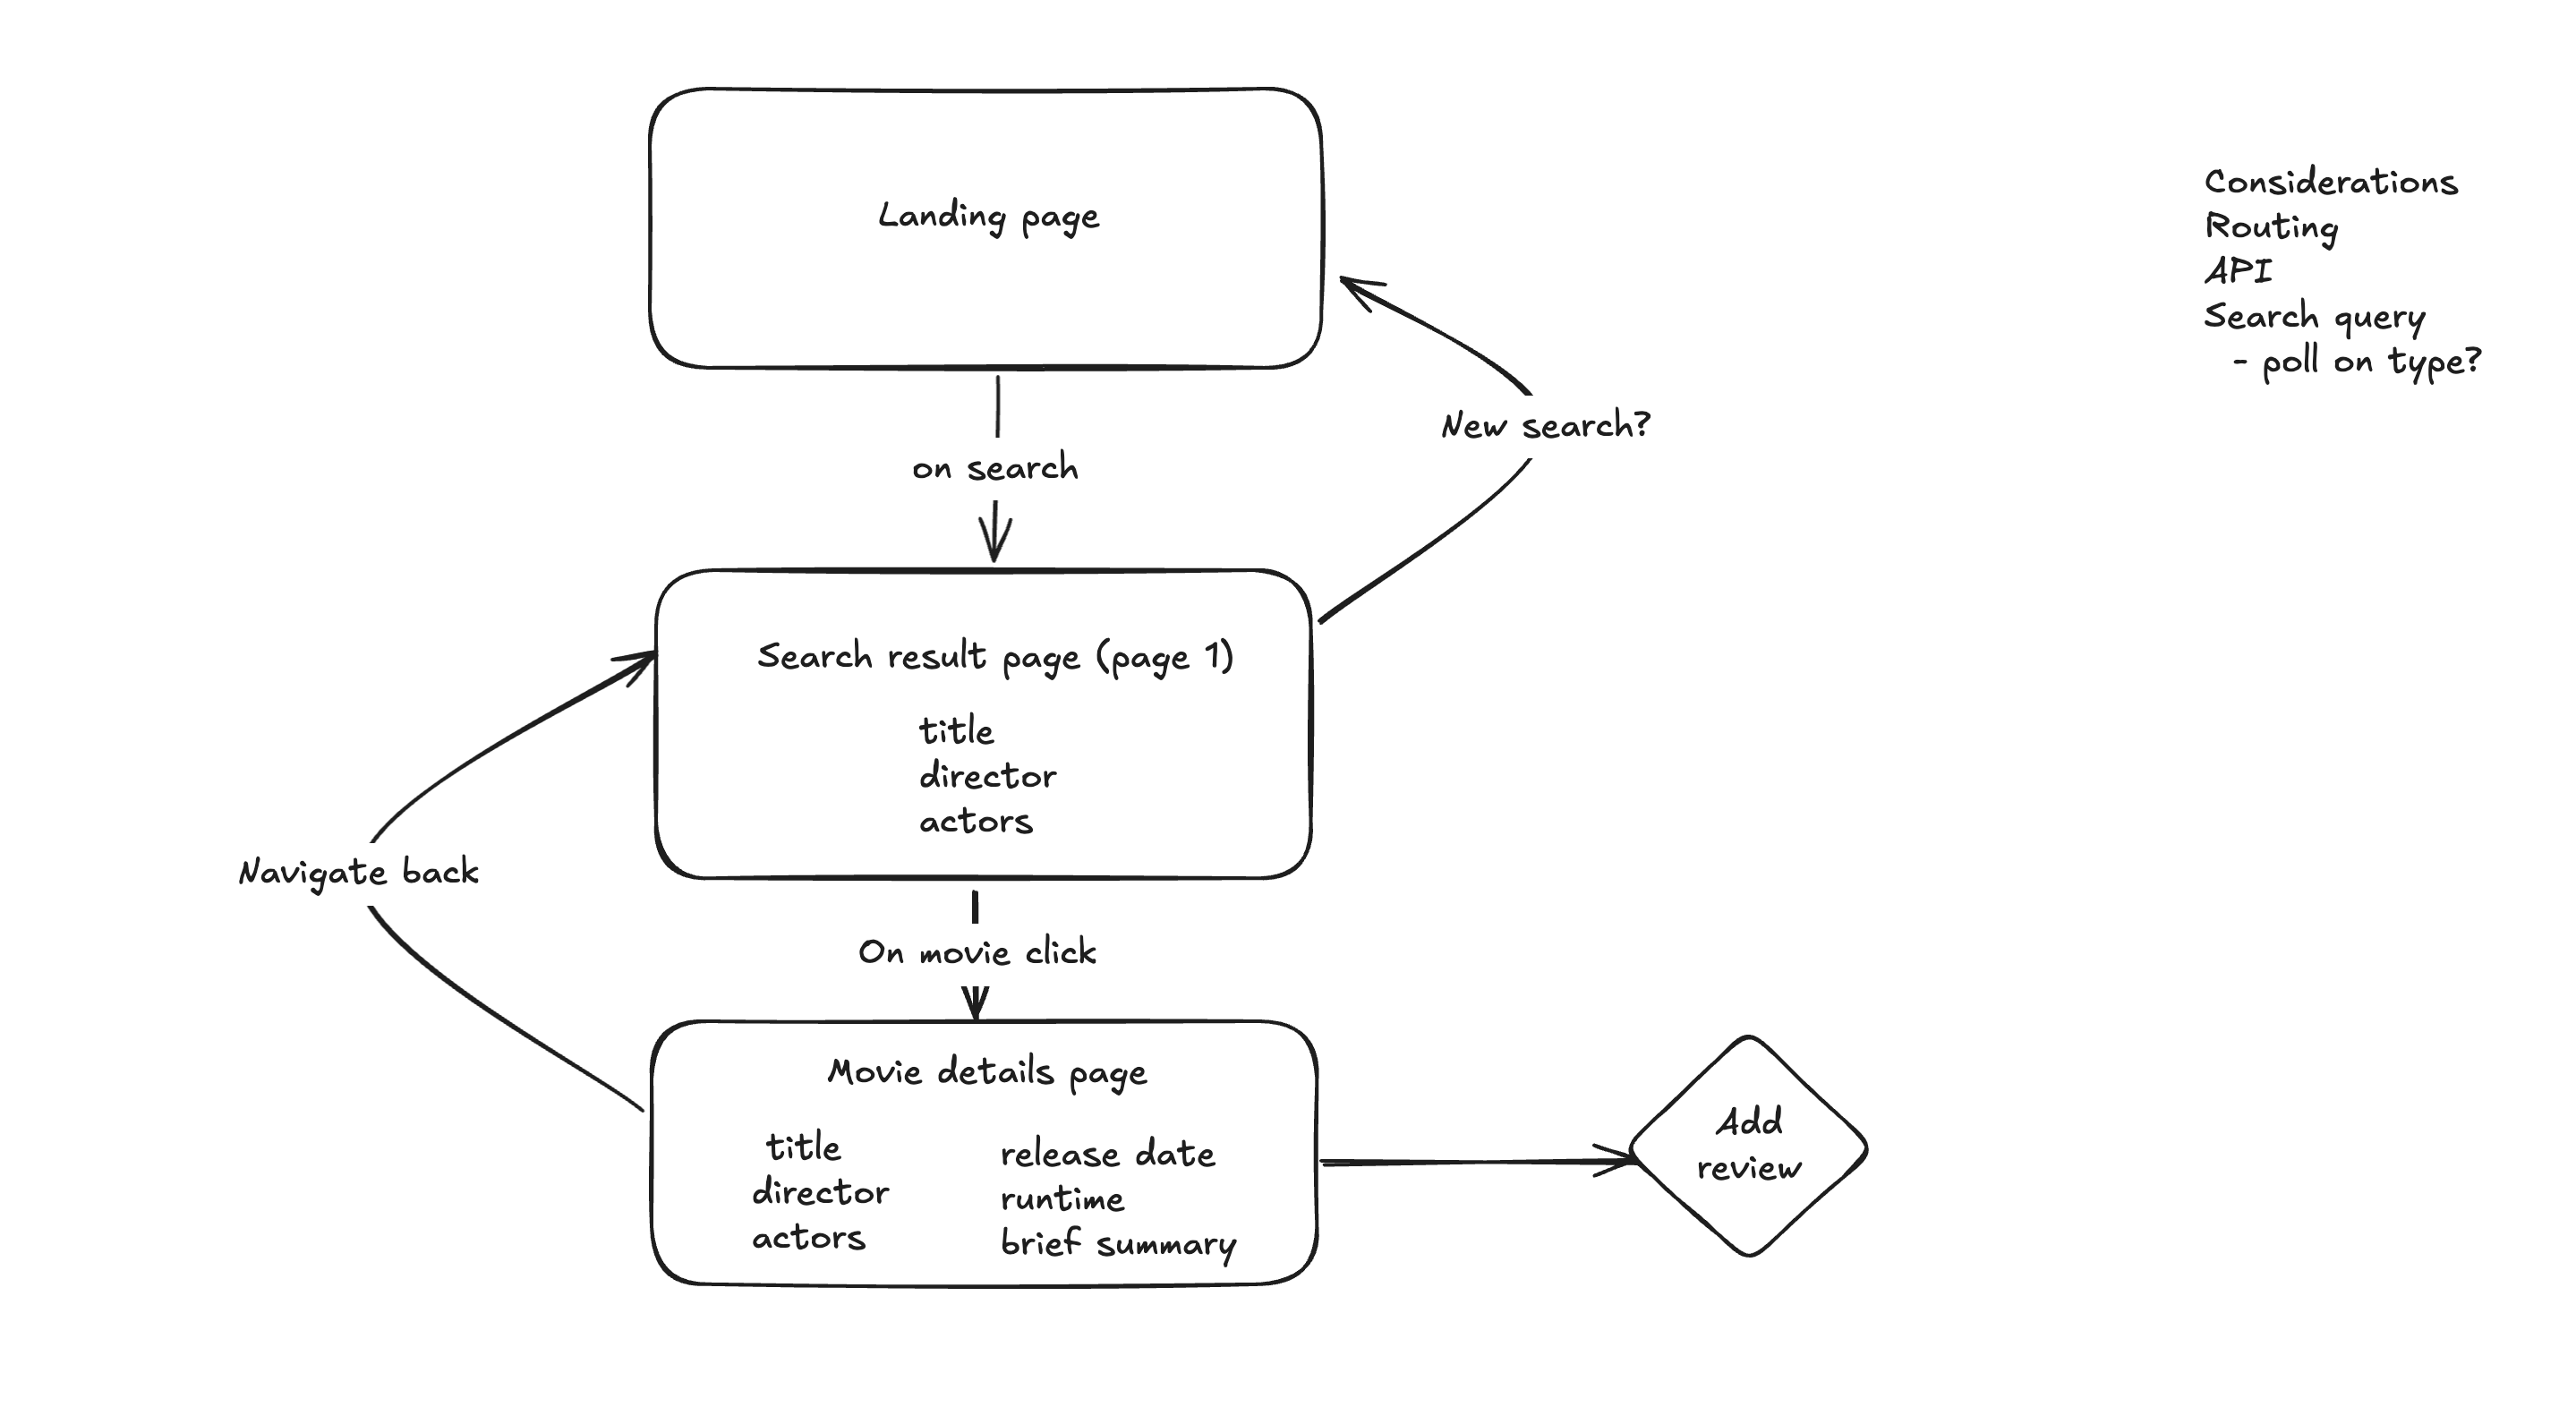 Landing page
Considerations
Routing
API
Search query
- poll on type?
New search?
on search
Search result page (page 1)
title
director
actors
Navigate back
On movie click
Movie details page
title
director
actors
release date
runtime
brief summary
Add
review